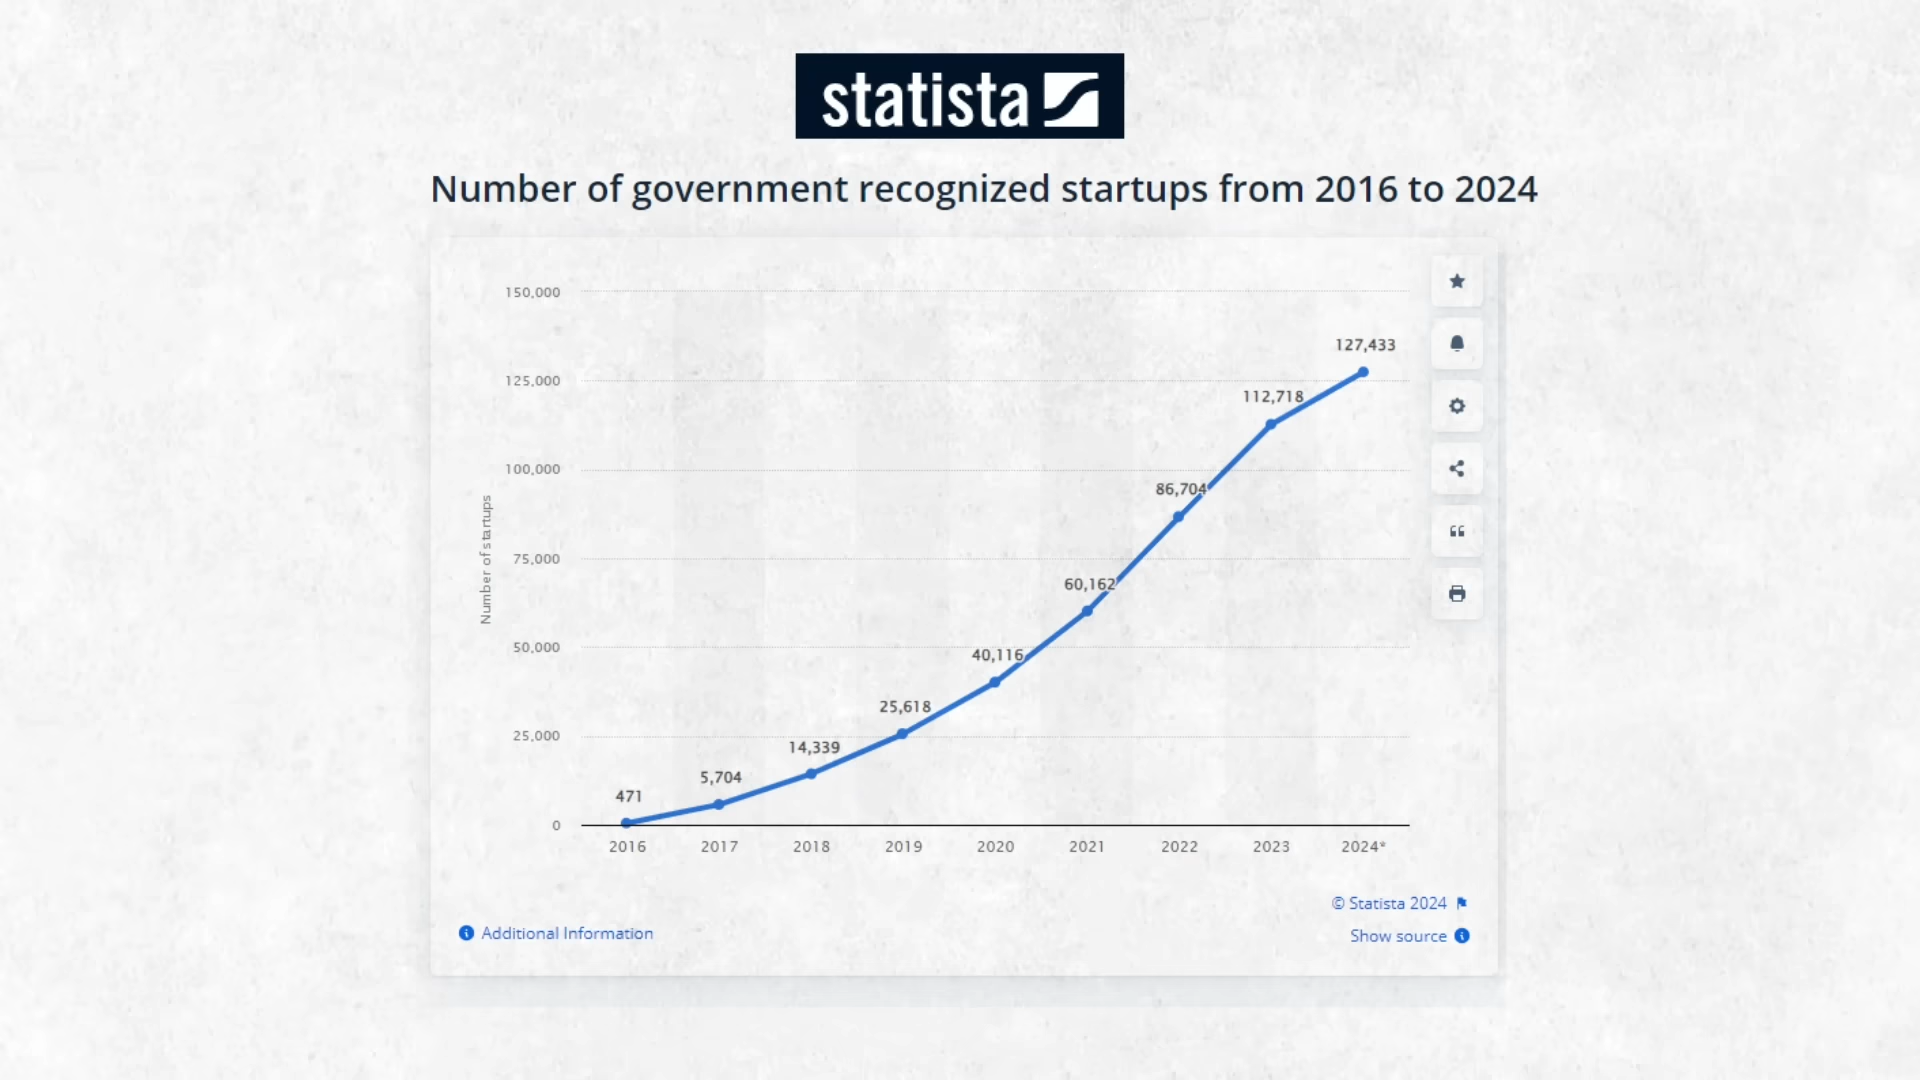 statista
Number of government recognized startups from 2016 to 2024
150,000
125,000
100,000
75,000
50,000
25,000
0
Number of startups
471
5,704
14,339
25,618
40,116
60,162
86,704
112,718
127,433
2016 2017 2018 2019 2020 2021 2022 2023 2024*
© Statista 2024
Additional Information
Show source